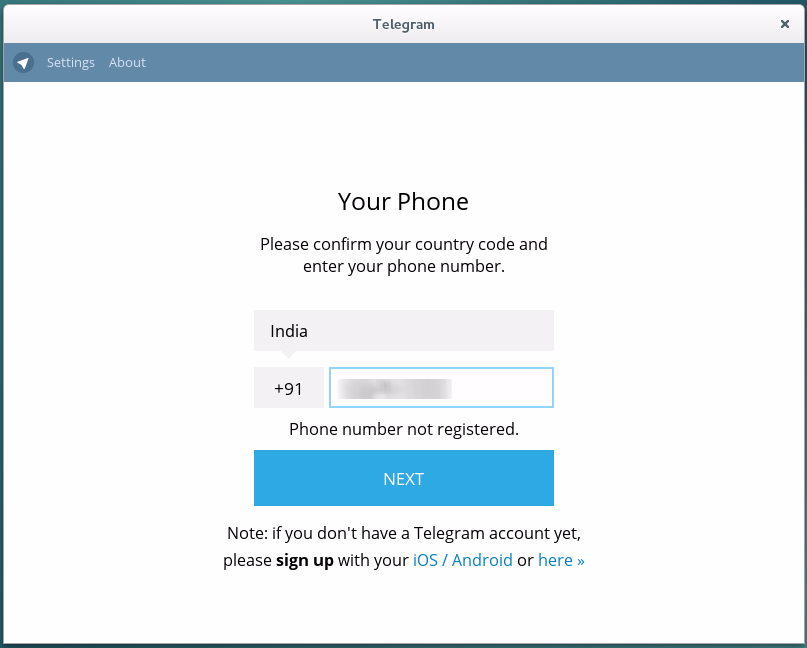 Telegram
Settings About
Your Phone
Please confirm your country code and
enter your phone number.
India
+91
Phone number not registered.
NEXT
Note: if you don't have a Telegram account yet,
please sign up with your iOS / Android or here »